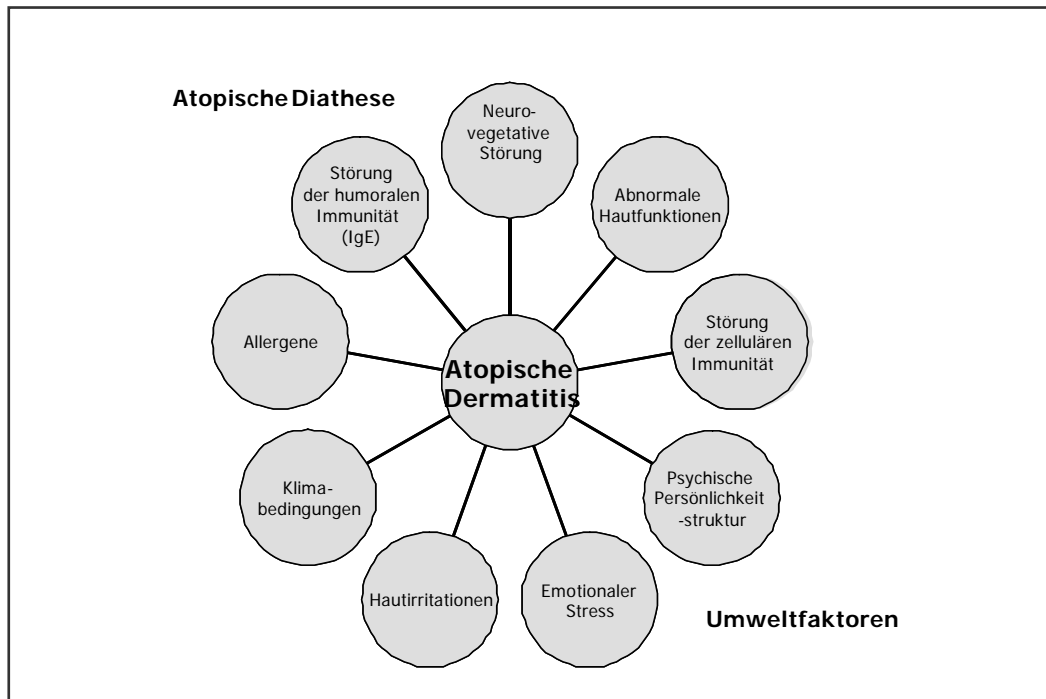 Atopische Diathese
Neuro-
vegetative
Störung
Störung
der humoralen
Immunität
(IgE)
Abnormale
Hautfunktionen
Allergene
Störung
der zellulären
Immunität
Atopische
Dermatitis
Klima-
bedingungen
Psychische
Persönlichkeit
-struktur
Hautirritationen
Emotionaler
Stress
Umweltfaktoren